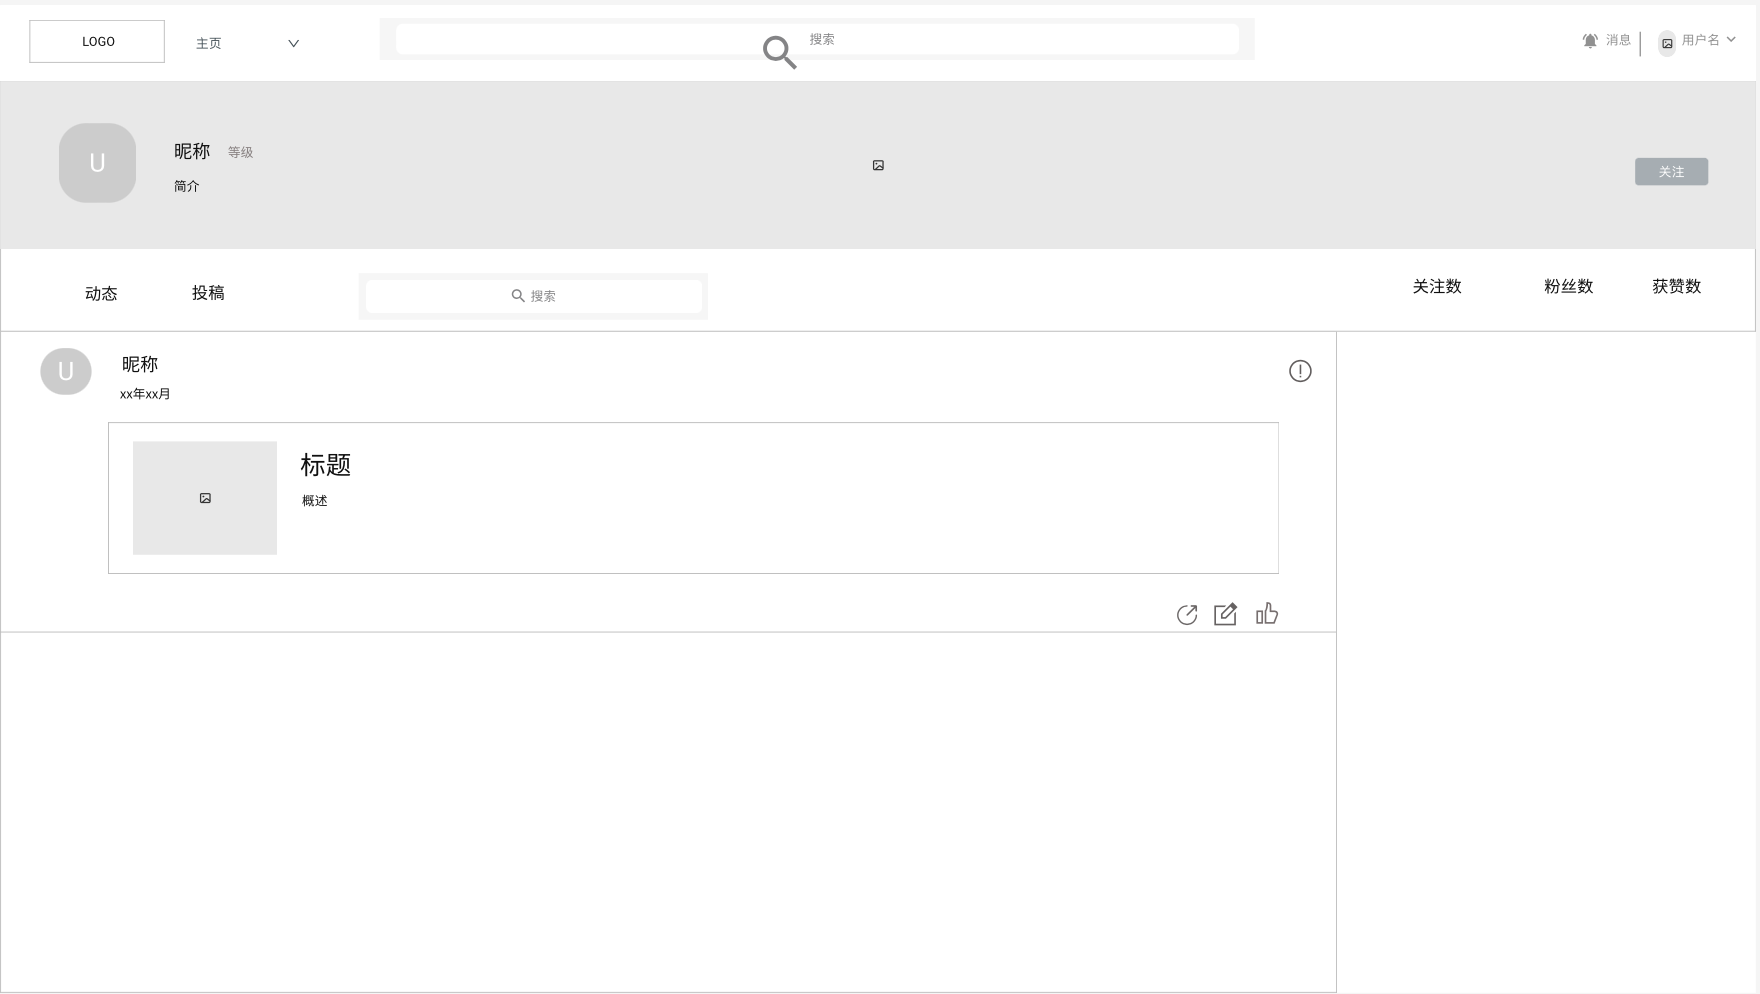 LOGO
主页
搜索
消息
用户名
U
昵称 等级
简介
关注
动态
投稿
搜索
关注数
粉丝数
获赞数
U
昵称
xx年xx月
标题
概述